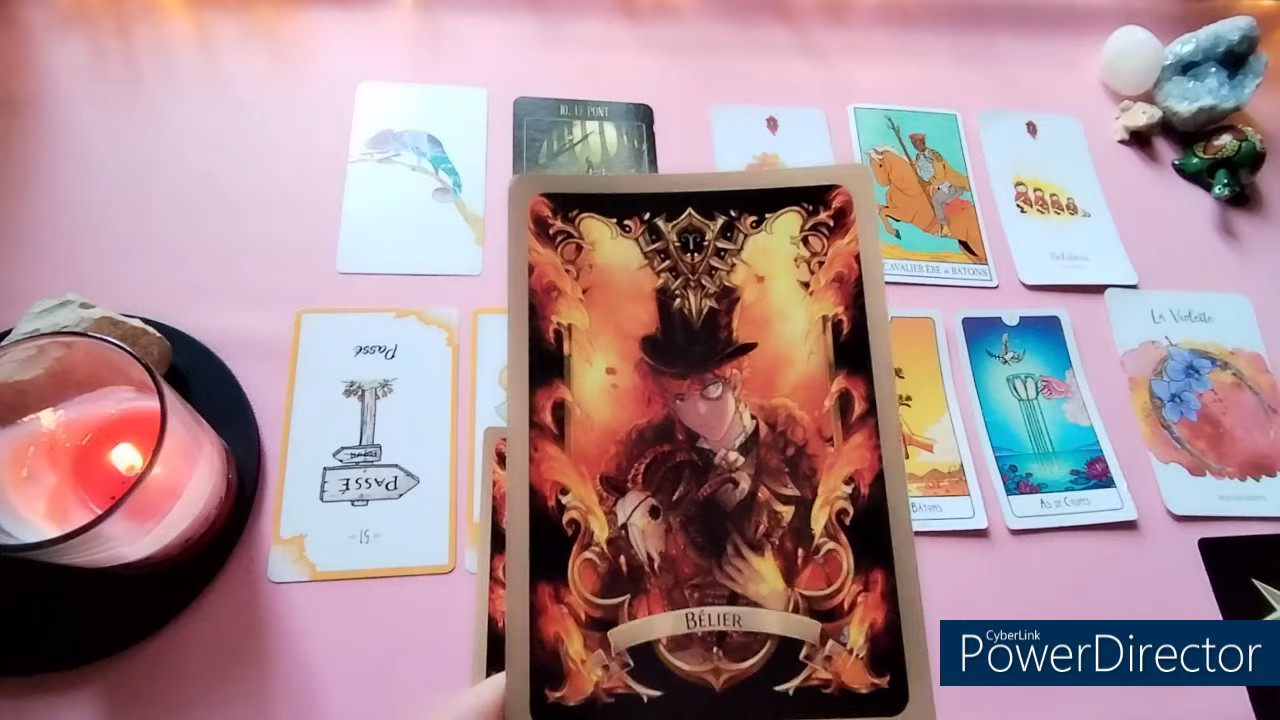 10. LE PONT
CAVALIER·ÈRE de BÂTONS
Solidaire
Passé
PASSÉ
51
BÂTONS
AS DE COUPES
La Violette
BÉLIER
CyberLink
PowerDirector